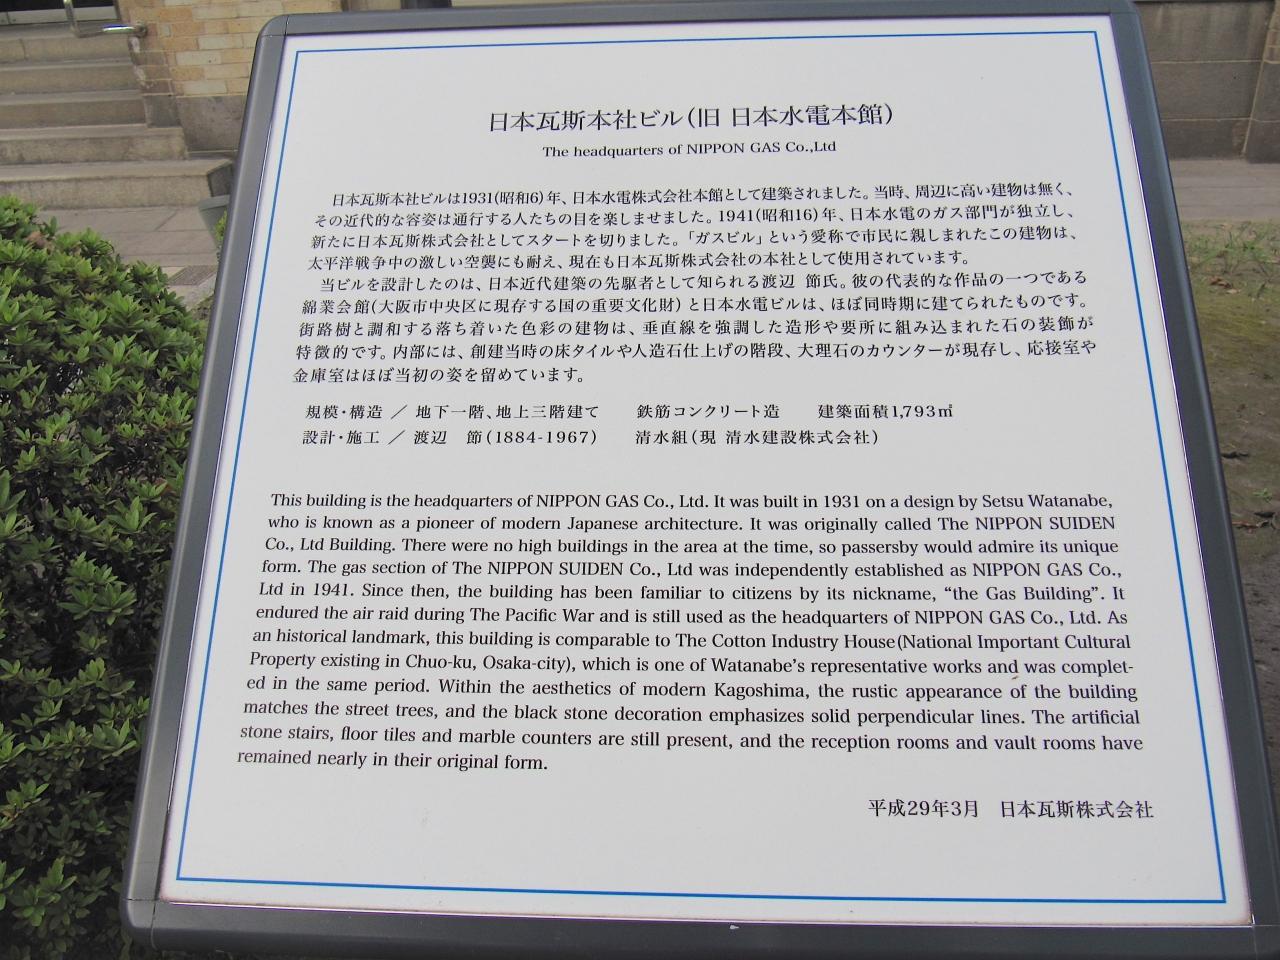 日本瓦斯本社ビル(旧 日本水電本館)
The headquarters of NIPPON GAS Co.,Ltd
日本瓦斯本社ビルは1931(昭和6)年、日本水電株式会社本館として建築されました。当時、周辺に高い建物は無く、
その近代的な容姿は通行する人たちの目を楽しませました。1941(昭和16)年、日本水電のガス部門が独立し、
新たに日本瓦斯株式会社としてスタートを切りました。「ガスビル」という愛称で市民に親しまれたこの建物は、
太平洋戦争中の激しい空襲にも耐え、現在も日本瓦斯株式会社の本社として使用されています。
当ビルを設計したのは、日本近代建築の先駆者として知られる渡辺 節氏。彼の代表的な作品の一つである
綿業会館(大阪市中央区に現存する国の重要文化財)と日本水電ビルは、ほぼ同時期に建てられたものです。
街路樹と調和する落ち着いた色彩の建物は、垂直線を強調した造形や要所に組み込まれた石の装飾が
特徴的です。内部には、創建当時の床タイルや人造石仕上げの階段、大理石のカウンターが現存し、応接室や
金庫室はほぼ当初の姿を留めています。
規模・構造 ／ 地下一階、地上三階建て 鉄筋コンクリート造 建築面積1,793㎡
設計・施工 ／ 渡辺 節(1884-1967) 清水組(現 清水建設株式会社)
This building is the headquarters of NIPPON GAS Co., Ltd. It was built in 1931 on a design by Setsu Watanabe,
who is known as a pioneer of modern Japanese architecture. It was originally called The NIPPON SUIDEN
Co., Ltd Building. There were no high buildings in the area at the time, so passersby would admire its unique
form. The gas section of The NIPPON SUIDEN Co., Ltd was independently established as NIPPON GAS Co.,
Ltd in 1941. Since then, the building has been familiar to citizens by its nickname, “the Gas Building”. It
endured the air raid during The Pacific War and is still used as the headquarters of NIPPON GAS Co., Ltd. As
an historical landmark, this building is comparable to The Cotton Industry House(National Important Cultural
Property existing in Chuo-ku, Osaka-city), which is one of Watanabe’s representative works and was complet-
ed in the same period. Within the aesthetics of modern Kagoshima, the rustic appearance of the building
matches the street trees, and the black stone decoration emphasizes solid perpendicular lines. The artificial
stone stairs, floor tiles and marble counters are still present, and the reception rooms and vault rooms have
remained nearly in their original form.
平成29年3月 日本瓦斯株式会社